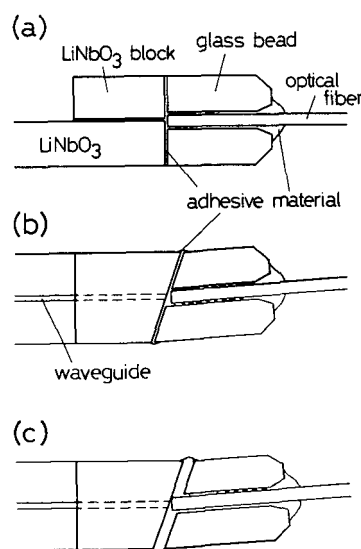 (a)
LiNbO3 block
glass bead
optical fiber
LiNbO3
adhesive material
(b)
waveguide
(c)